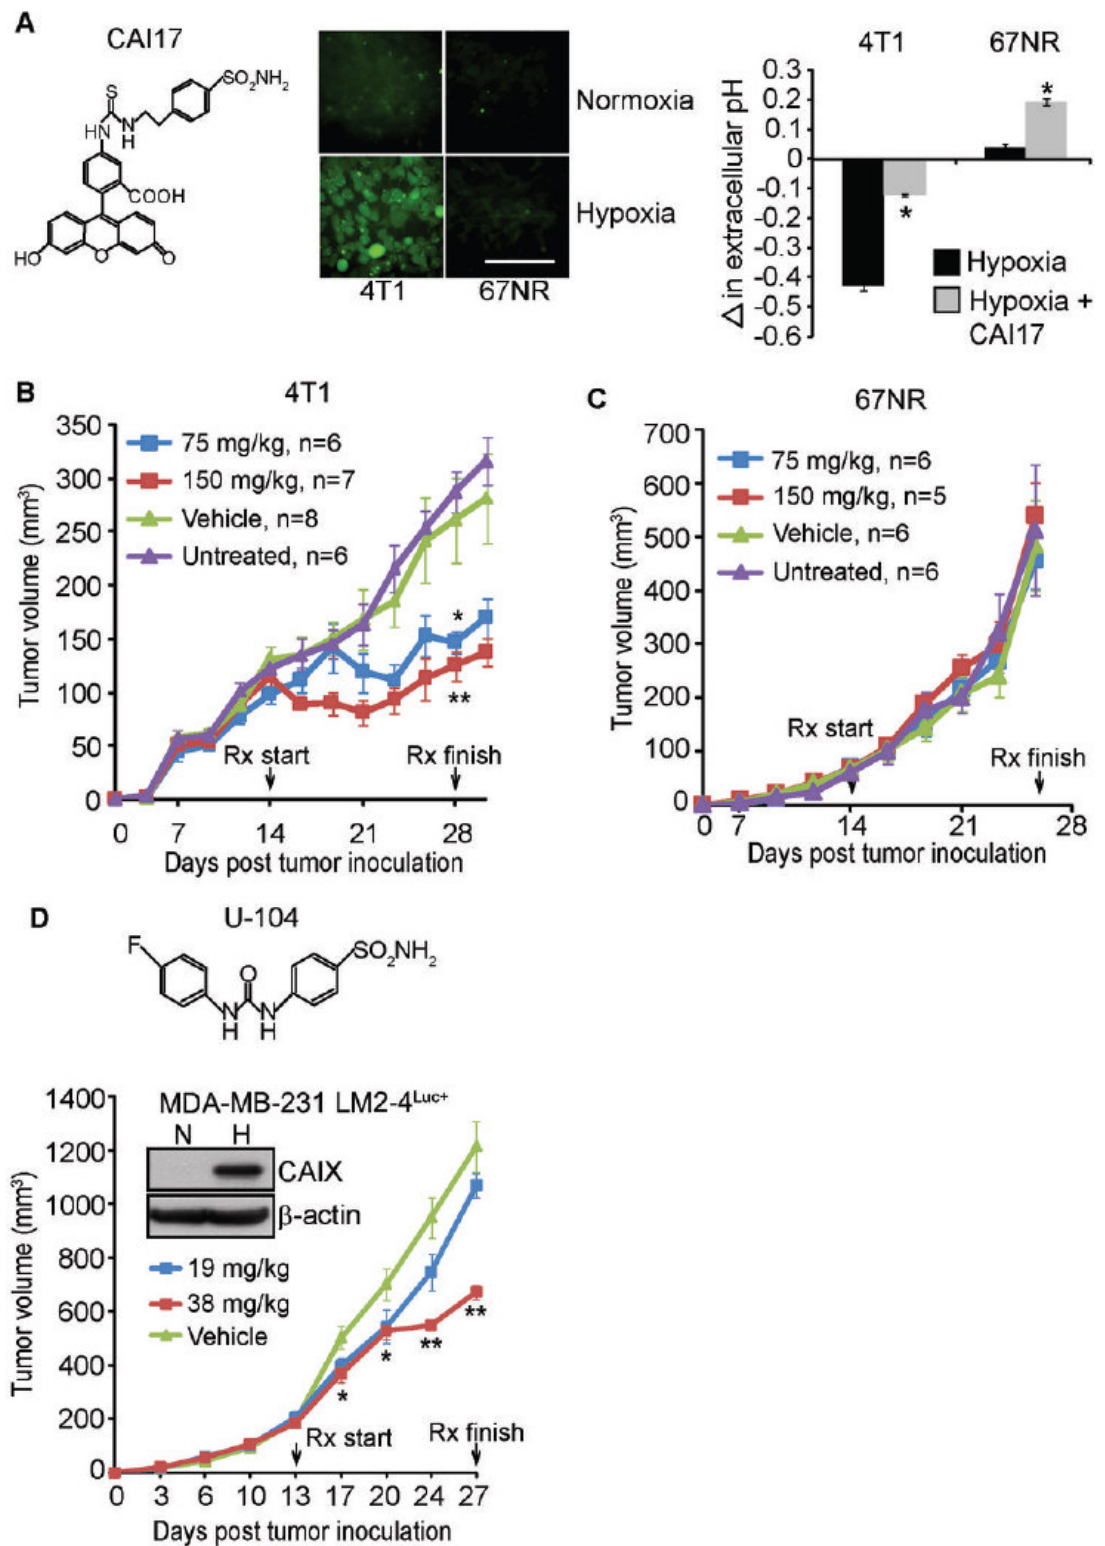 A
CAI17
SO2NH2
S
HN
N
H
COOH
HO
O
O
Normoxia
Hypoxia
4T1
67NR
4T1
67NR
Δ in extracellular pH
0.3
0.2
0.1
0
-0.1
-0.2
-0.3
-0.4
-0.5
-0.6
*
*
Hypoxia
Hypoxia +
CAI17
B
4T1
Tumor volume (mm³)
350
300
250
200
150
100
50
0
75 mg/kg, n=6
150 mg/kg, n=7
Vehicle, n=8
Untreated, n=6
*
**
Rx start
Rx finish
0 7 14 21 28
Days post tumor inoculation
C
67NR
Tumor volume (mm³)
700
600
500
400
300
200
100
0
75 mg/kg, n=6
150 mg/kg, n=5
Vehicle, n=6
Untreated, n=6
Rx start
Rx finish
0 7 14 21 28
Days post tumor inoculation
D
U-104
F
O
N
H
N
H
SO2NH2
Tumor volume (mm³)
1400
1200
1000
800
600
400
200
0
MDA-MB-231 LM2-4Luc+
N H
CAIX
β-actin
19 mg/kg
38 mg/kg
Vehicle
*
*
**
**
Rx start
Rx finish
0 3 6 10 13 17 20 24 27
Days post tumor inoculation